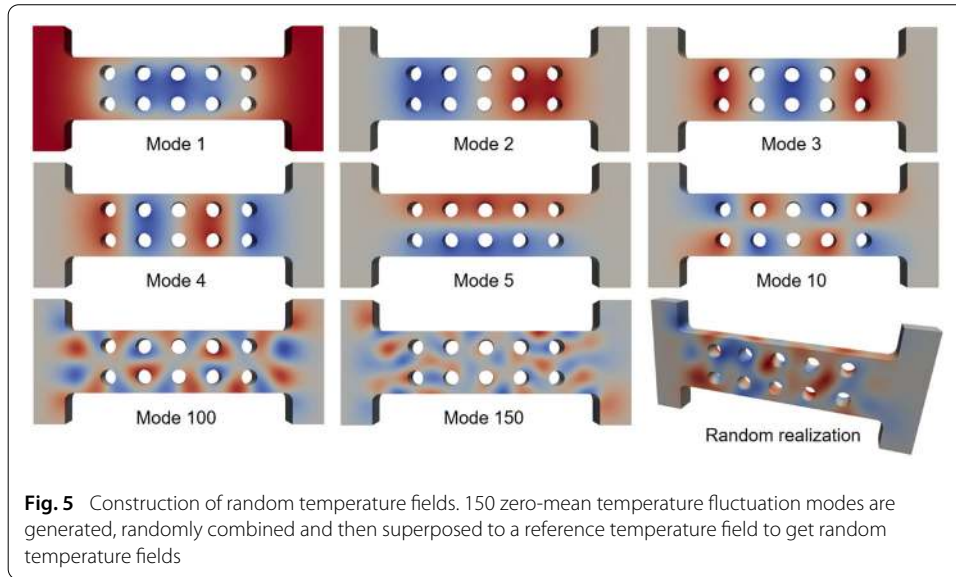 Mode 1
Mode 2
Mode 3
Mode 4
Mode 5
Mode 10
Mode 100
Mode 150
Random realization
Fig. 5 Construction of random temperature fields. 150 zero-mean temperature fluctuation modes are
generated, randomly combined and then superposed to a reference temperature field to get random
temperature fields